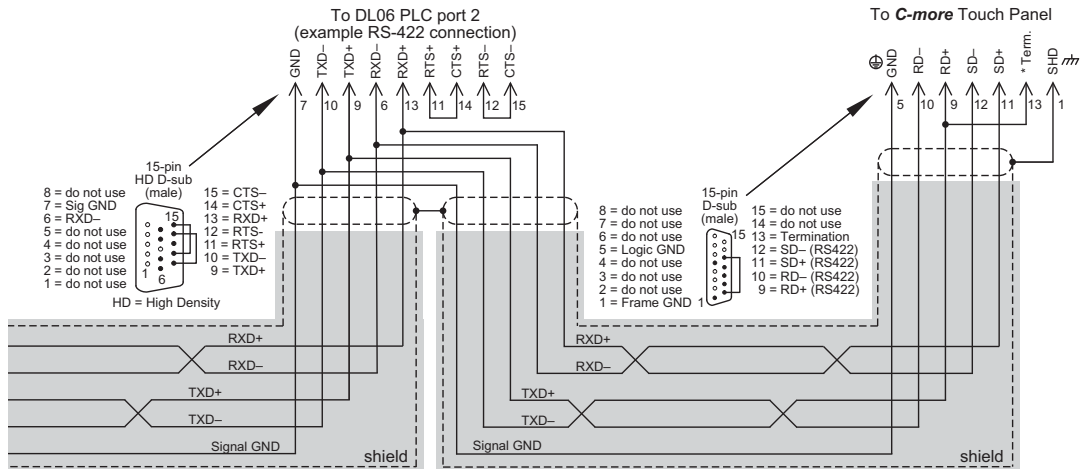 To DL06 PLC port 2
(example RS-422 connection)
GND
TXD–
TXD+
RXD–
RXD+
RTS+
CTS+
RTS–
CTS–
7
10
9
6
13
11
14
12
15
To C-more Touch Panel
GND
RD–
RD+
SD–
SD+
* Term.
SHD
5
10
9
12
11
13
1
15-pin
HD D-sub
(male)
8 = do not use
7 = Sig GND
6 = RXD–
5 = do not use
4 = do not use
3 = do not use
2 = do not use
1 = do not use
15
1
6
15 = CTS–
14 = CTS+
13 = RXD+
12 = RTS-
11 = RTS+
10 = TXD–
9 = TXD+
HD = High Density
15-pin
D-sub
(male)
8 = do not use
7 = do not use
6 = do not use
5 = Logic GND
4 = do not use
3 = do not use
2 = do not use
1 = Frame GND
15
1
15 = do not use
14 = do not use
13 = Termination
12 = SD– (RS422)
11 = SD+ (RS422)
10 = RD– (RS422)
9 = RD+ (RS422)
RXD+
RXD–
TXD+
TXD–
Signal GND
shield
RXD+
RXD–
TXD+
TXD–
Signal GND
shield